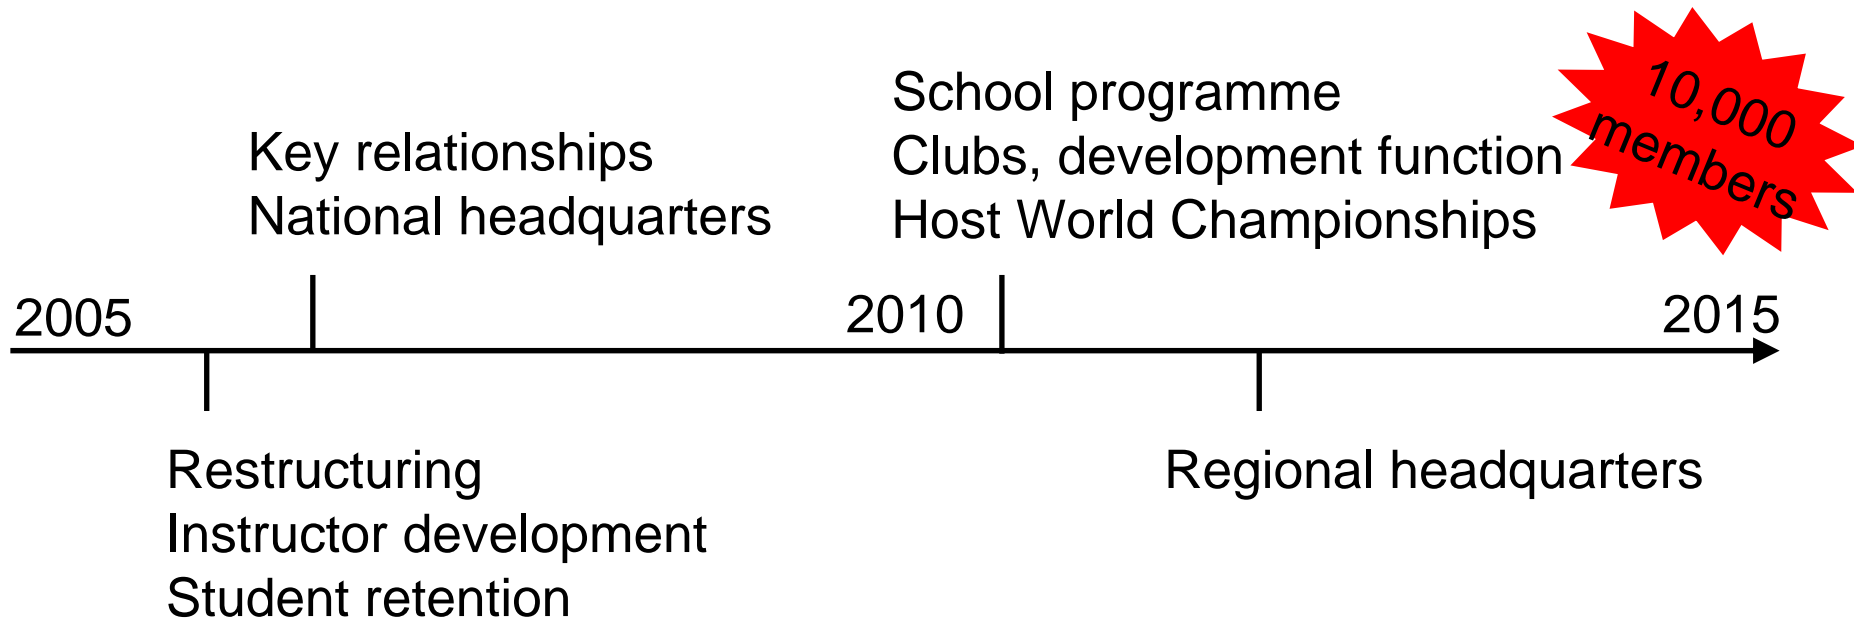 10,000
members
School programme
Clubs, development function
Host World Championships
Key relationships
National headquarters
2005
2010
2015
Restructuring
Instructor development
Student retention
Regional headquarters